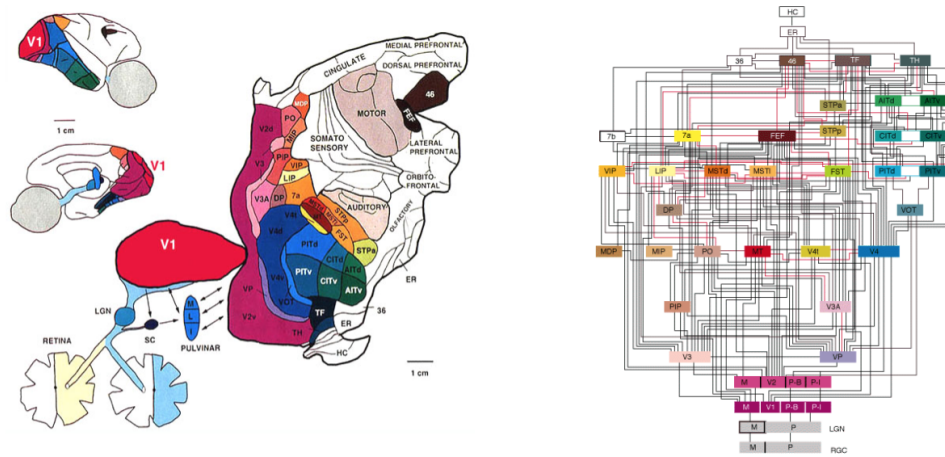 V1
1 cm
V1
1 cm
V1
LGN
SC
M
L
I
PULVINAR
RETINA
CINGULATE
MEDIAL PREFRONTAL
DORSAL PREFRONTAL
46
FEF
MOTOR
LATERAL
PREFRONTAL
SOMATO
SENSORY
ORBITO-
FRONTAL
AUDITORY
OLFACTORY
MDP
PO
MIP
V2d
V3
PIP
VIP
LIP
V3A
DP
7a
MSTd
MSTl
STPp
FST
STPa
V4t
V4d
PITd
CITd
AITd
PITv
CITv
AITv
V4v
VP
VOT
V2v
TF
TH
ER
ER
36
HC
1 cm
HC
ER
36
46
TF
TH
STPa
AITd
AITv
7b
7a
FEF
STPp
CITd
CITv
VIP
LIP
MSTd
MSTl
FST
PITd
PITv
DP
VOT
MDP
MIP
PO
MT
V4t
V4
PIP
V3A
V3
VP
M
V2
P-B
P-I
M
V1
P-B
P-I
M
P
LGN
M
P
RGC